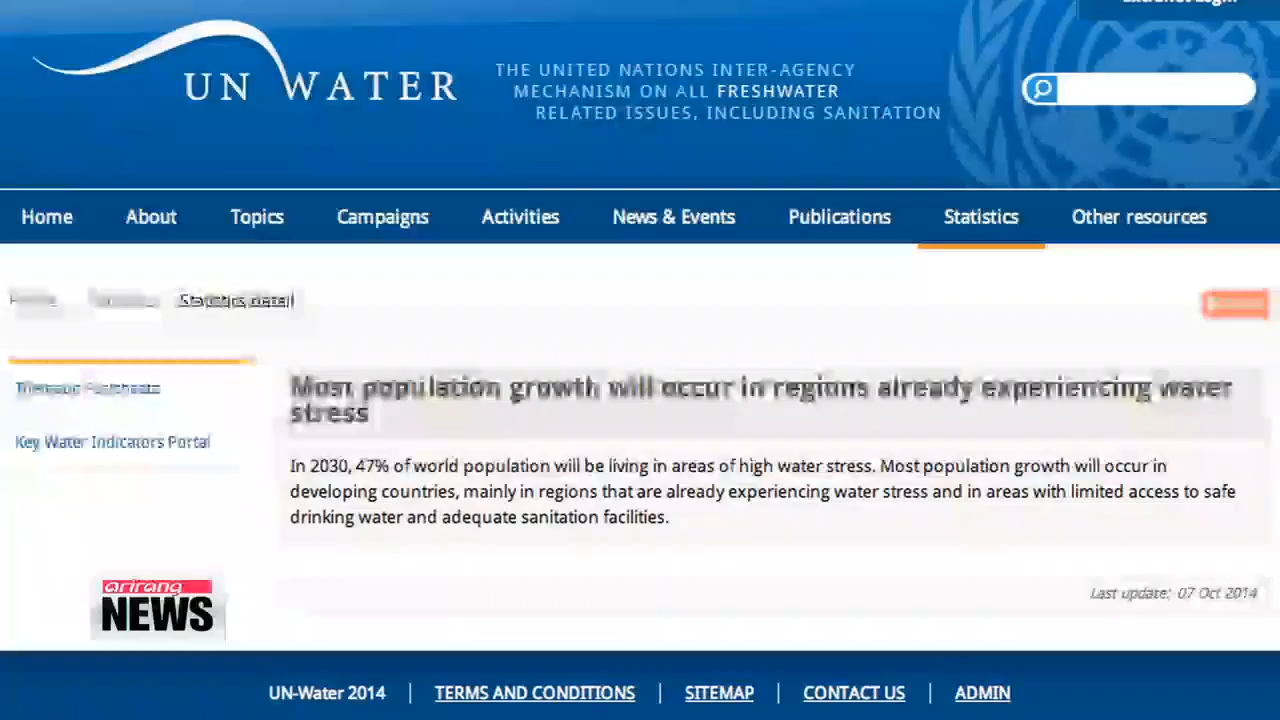 Extranet Login
UN WATER
THE UNITED NATIONS INTER-AGENCY
MECHANISM ON ALL FRESHWATER
RELATED ISSUES, INCLUDING SANITATION
Home About Topics Campaigns Activities News & Events Publications Statistics Other resources
Statistics detail
Thematic Factsheets
Most population growth will occur in regions already experiencing water
stress
Key Water Indicators Portal
In 2030, 47% of world population will be living in areas of high water stress. Most population growth will occur in
developing countries, mainly in regions that are already experiencing water stress and in areas with limited access to safe
drinking water and adequate sanitation facilities.
arirang
NEWS
Last update: 07 Oct 2014
UN-Water 2014 | TERMS AND CONDITIONS | SITEMAP | CONTACT US | ADMIN